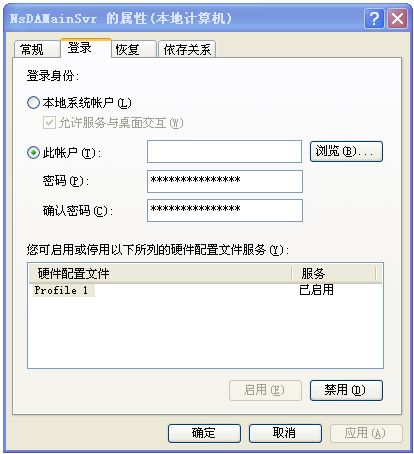 NsDAMainSvr 的属性(本地计算机)
常规 登录 恢复 依存关系
登录身份:
本地系统帐户(L)
允许服务与桌面交互(W)
此帐户(T): 浏览(B)...
密码(P): ***************
确认密码(C): ***************
您可启用或停用以下所列的硬件配置文件服务(Y):
硬件配置文件 服务
Profile 1 已启用
启用(E) 禁用(D)
确定 取消 应用(A)